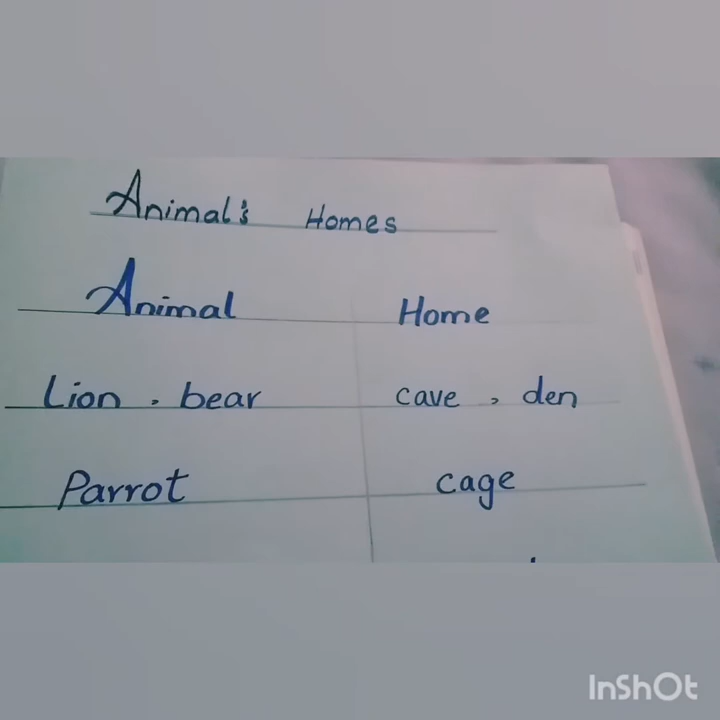 Animal's Homes
Animal Home
Lion , bear cave , den
Parrot cage
InShOt